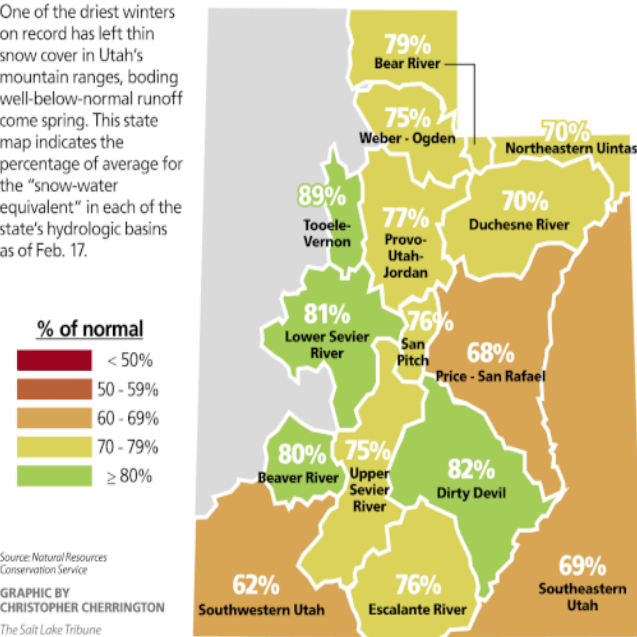 One of the driest winters
on record has left thin
snow cover in Utah's
mountain ranges, boding
well-below-normal runoff
come spring. This state
map indicates the
percentage of average for
the “snow-water
equivalent” in each of the
state's hydrologic basins
as of Feb. 17.
79%
Bear River
75%
Weber - Ogden
70%
Northeastern Uintas
89%
Tooele-
Vernon
77%
Provo-
Utah-
Jordan
70%
Duchesne River
81%
Lower Sevier
River
76%
San
Pitch
68%
Price - San Rafael
% of normal
< 50%
50 - 59%
60 - 69%
70 - 79%
≥ 80%
80%
Beaver River
75%
Upper
Sevier
River
82%
Dirty Devil
62%
Southwestern Utah
76%
Escalante River
69%
Southeastern
Utah
Source: Natural Resources
Conservation Service
GRAPHIC BY
CHRISTOPHER CHERRINGTON
The Salt Lake Tribune